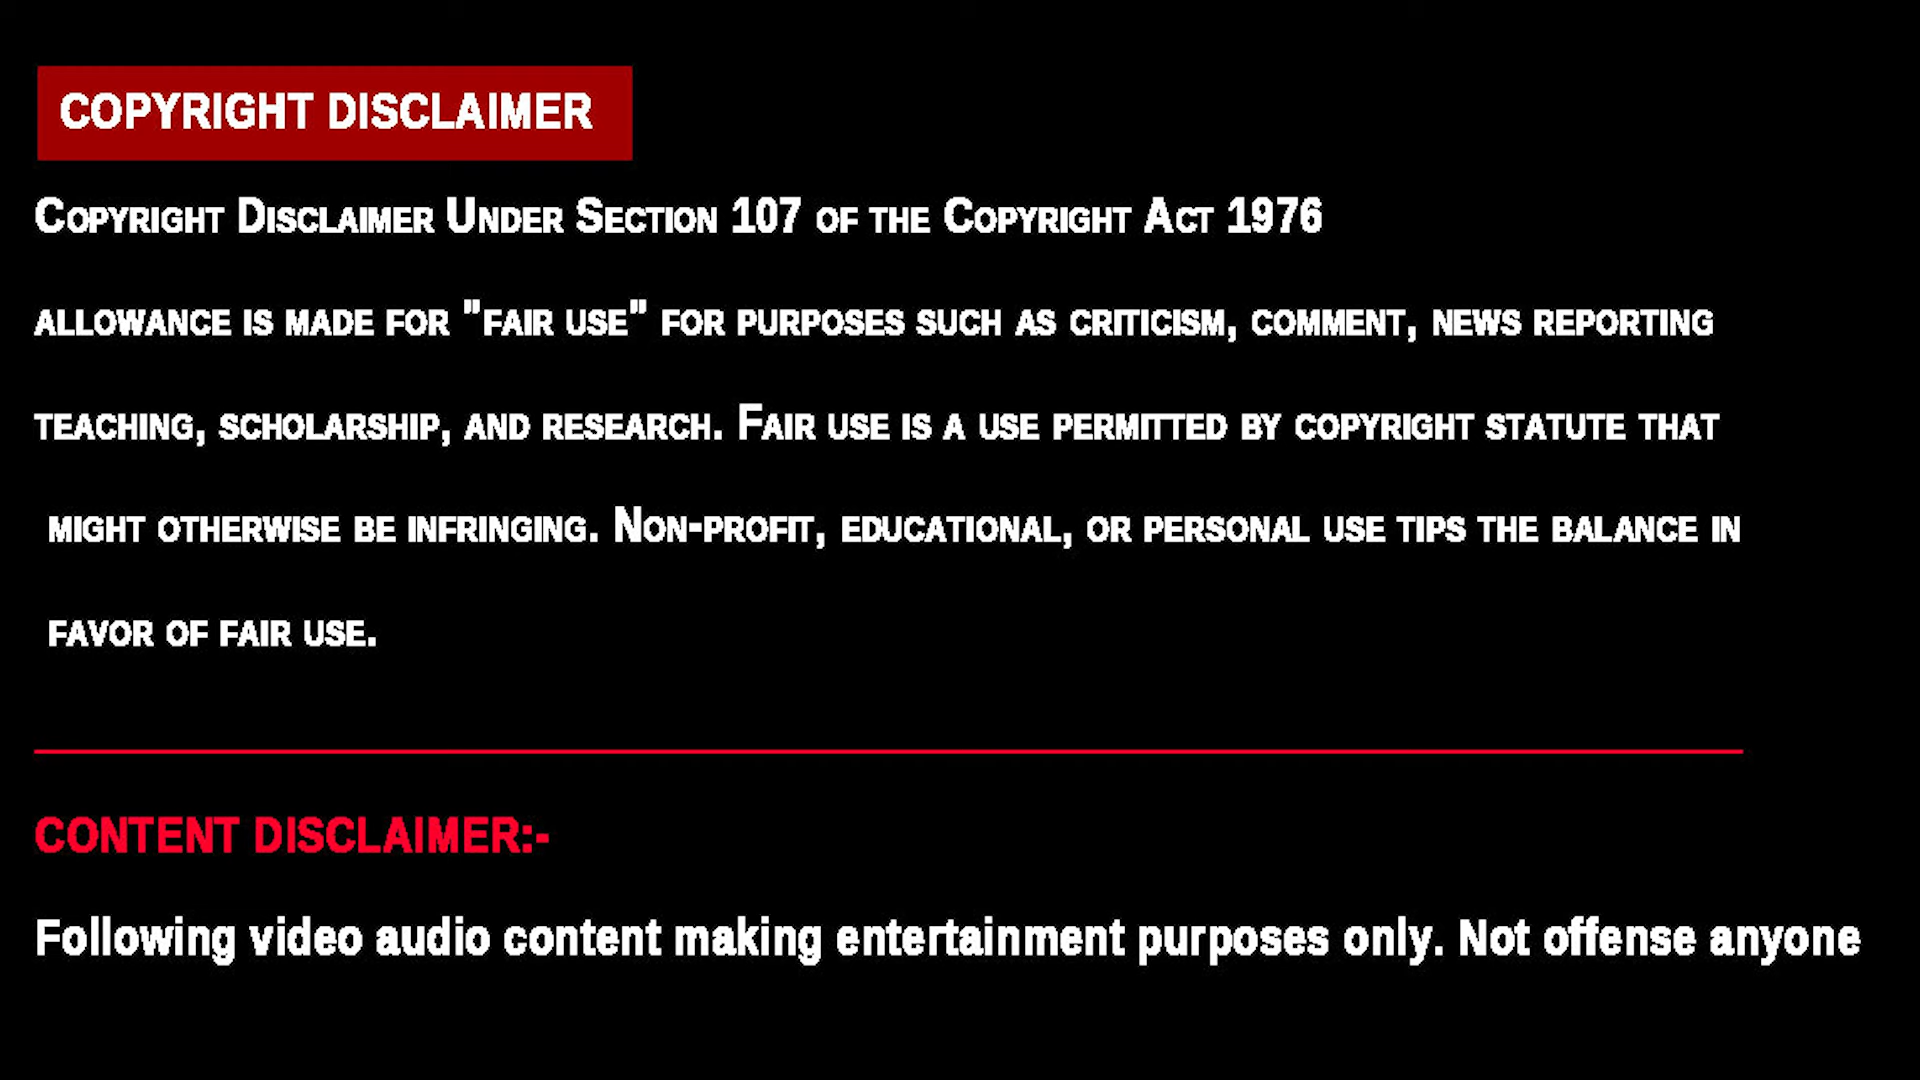 COPYRIGHT DISCLAIMER
Copyright Disclaimer Under Section 107 of the Copyright Act 1976
allowance is made for "fair use" for purposes such as criticism, comment, news reporting
teaching, scholarship, and research. Fair use is a use permitted by copyright statute that
might otherwise be infringing. Non-profit, educational, or personal use tips the balance in
favor of fair use.
CONTENT DISCLAIMER:-
Following video audio content making entertainment purposes only. Not offense anyone